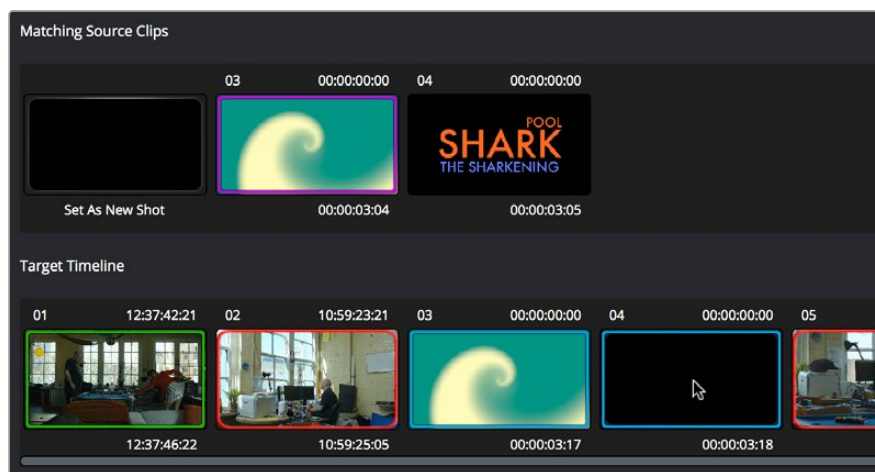 Matching Source Clips
03 00:00:00:00 04 00:00:00:00
POOL
SHARK
THE SHARKENING
Set As New Shot 00:00:03:04 00:00:03:05
Target Timeline
01 12:37:42:21 02 10:59:23:21 03 00:00:00:00 04 00:00:00:00 05
12:37:46:22 10:59:25:05 00:00:03:17 00:00:03:18